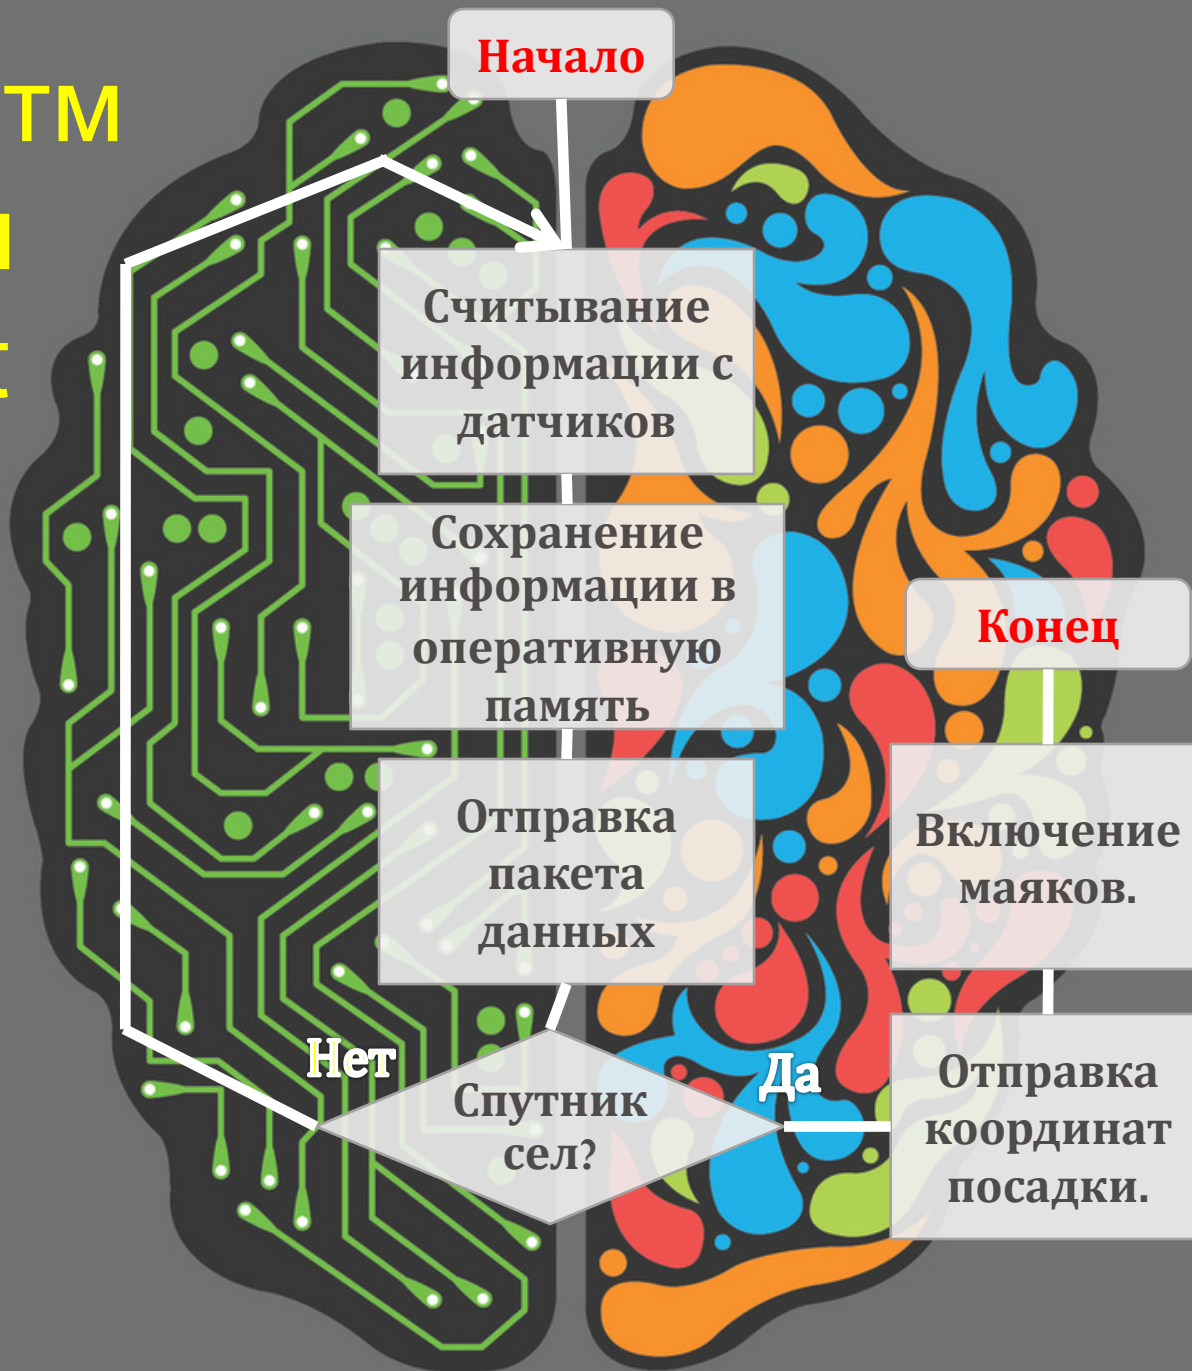 Начало
тм
Считывание
информации с
датчиков
Сохранение
информации в
оперативную
память
Отправка
пакета
данных
Нет
Спутник
сел?
Да
Конец
Включение
маяков.
Отправка
координат
посадки.